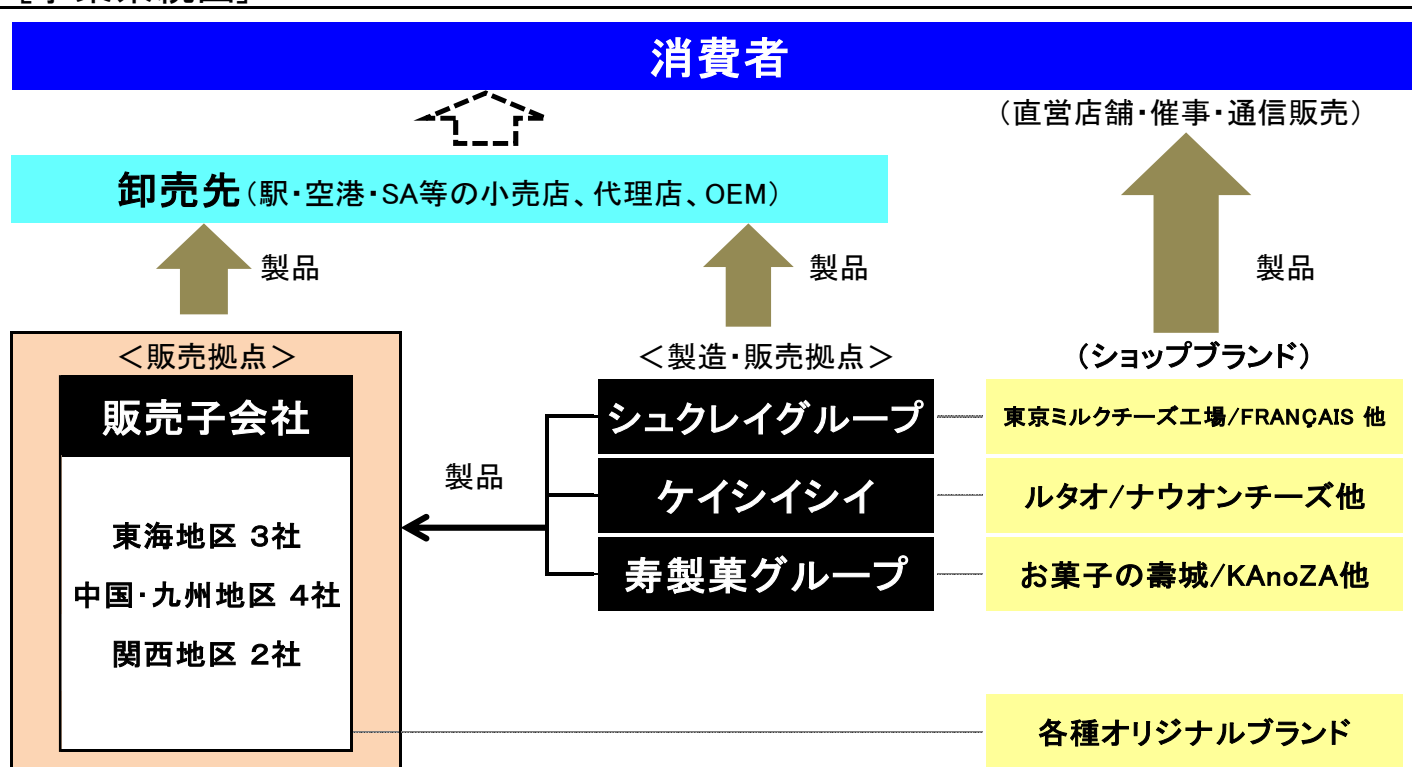 消費者
（直営店舗・催事・通信販売）
卸売先（駅・空港・SA等の小売店、代理店、OEM）
製品
製品
製品
＜販売拠点＞
＜製造・販売拠点＞
（ショップブランド）
販売子会社
シュクレイグループ
東京ミルクチーズ工場/FRANÇAIS 他
製品
ケイシイシイ
ルタオ/ナウオンチーズ他
東海地区 3社
寿製菓グループ
お菓子の壽城/KAnoZA他
中国・九州地区 4社
関西地区 2社
各種オリジナルブランド